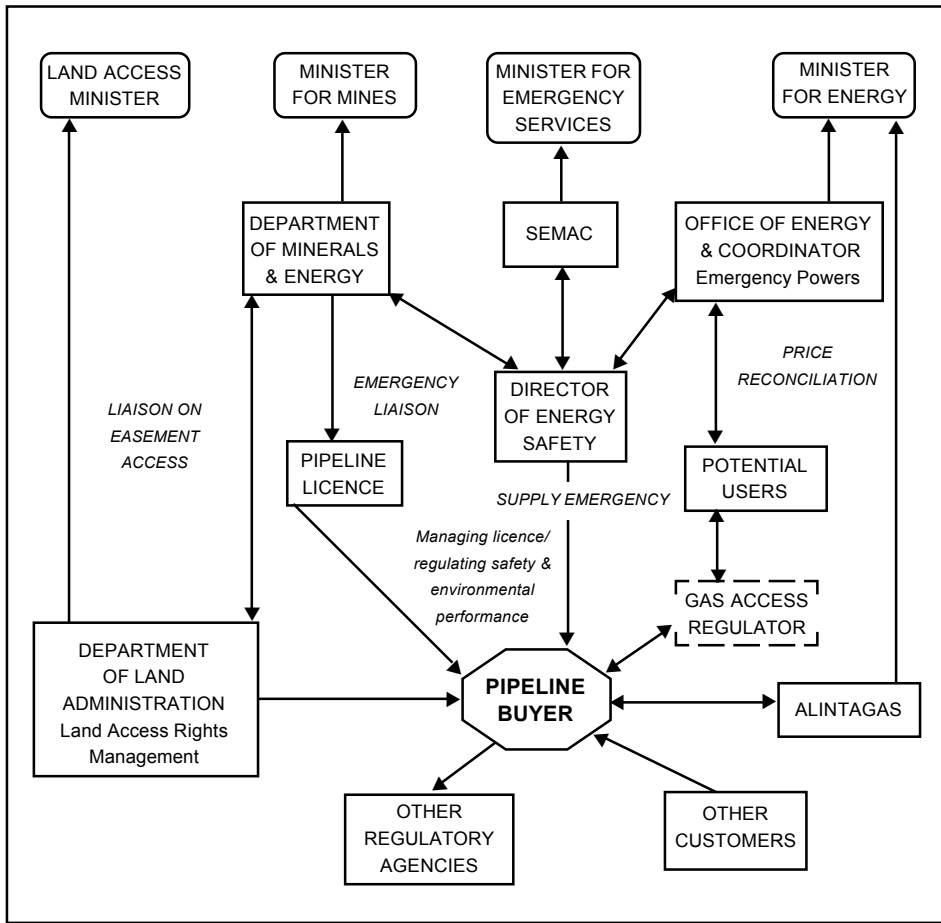 LAND ACCESS
MINISTER
MINISTER
FOR MINES
MINISTER FOR
EMERGENCY
SERVICES
MINISTER
FOR ENERGY
DEPARTMENT
OF MINERALS
& ENERGY
SEMAC
OFFICE OF ENERGY
& COORDINATOR
Emergency Powers
LIAISON ON
EASEMENT
ACCESS
EMERGENCY
LIAISON
DIRECTOR
OF ENERGY
SAFETY
PRICE
RECONCILIATION
PIPELINE
LICENCE
POTENTIAL
USERS
SUPPLY EMERGENCY
Managing licence/
regulating safety &
environmental
performance
GAS ACCESS
REGULATOR
DEPARTMENT
OF LAND
ADMINISTRATION
Land Access Rights
Management
PIPELINE
BUYER
ALINTAGAS
OTHER
REGULATORY
AGENCIES
OTHER
CUSTOMERS